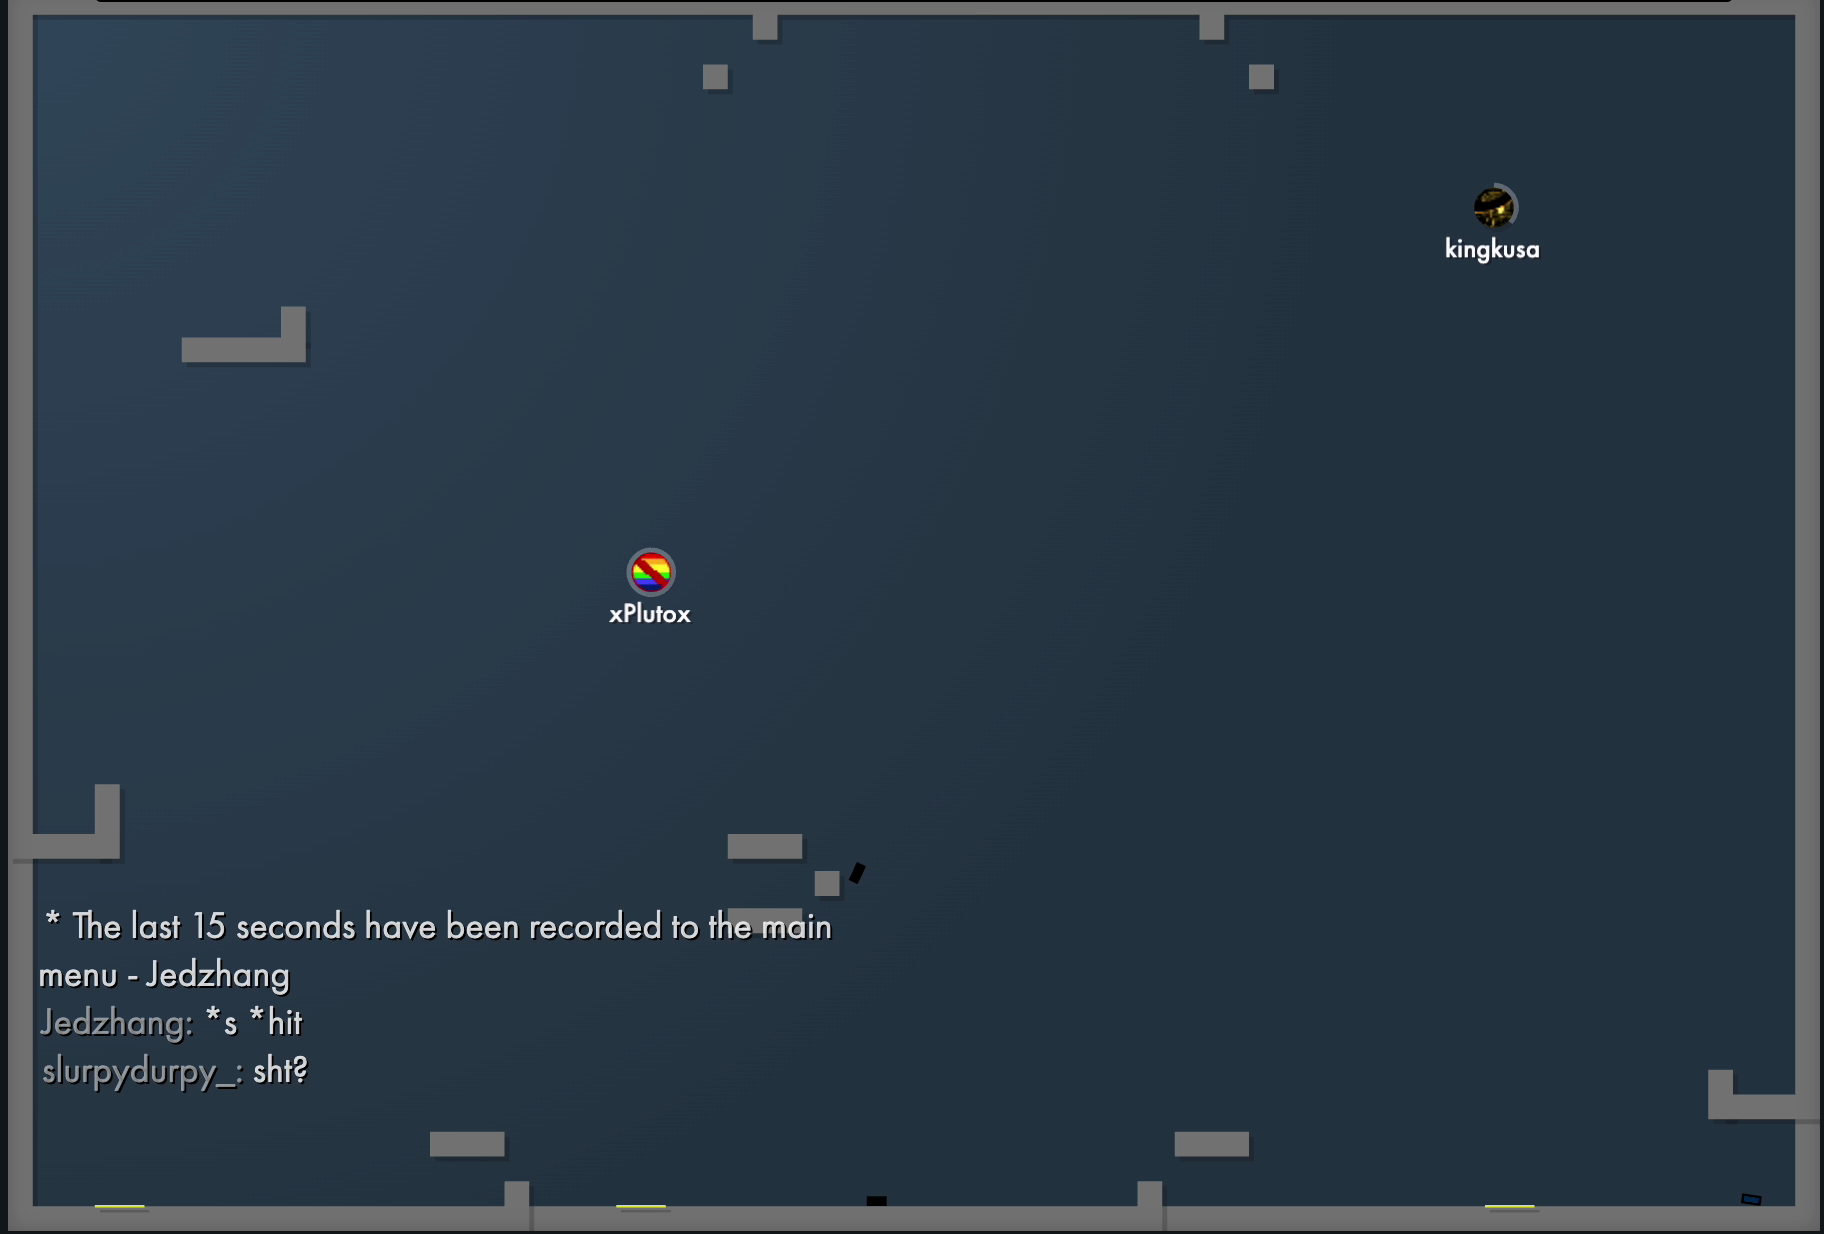 kingkusa
xPlutox
* The last 15 seconds have been recorded to the main
menu - Jedzhang
Jedzhang: *s *hit
slurpydurpy_: sht?